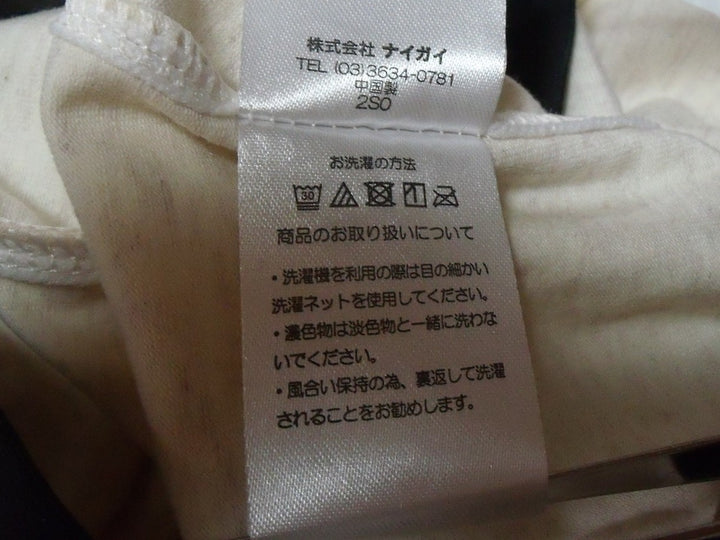 株式会社 ナイガイ
TEL (03)3634-0781
中国製
2SO
お洗濯の方法
30
商品のお取り扱いについて
・洗濯機を利用の際は目の細かい
洗濯ネットを使用してください。
・濃色物は淡色物と一緒に洗わな
いでください。
・風合い保持の為、裏返して洗濯
されることをお勧めします。